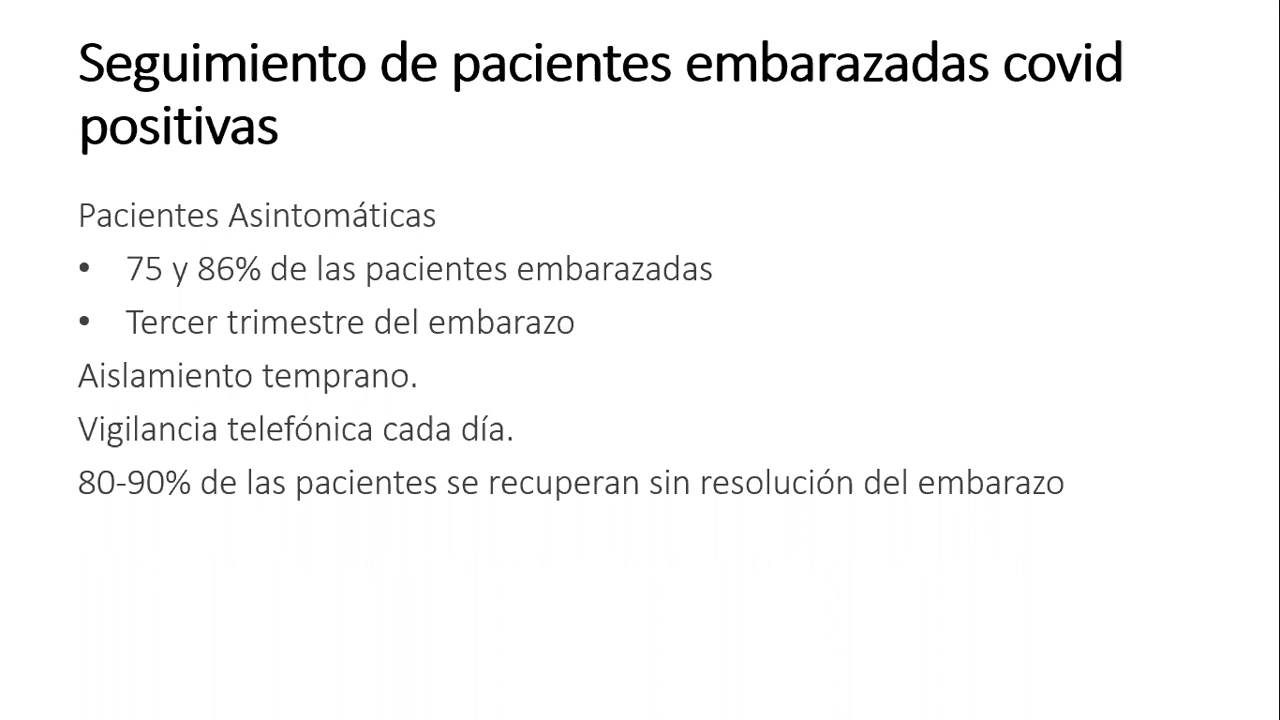 Seguimiento de pacientes embarazadas covid
positivas
Pacientes Asintomáticas
• 75 y 86% de las pacientes embarazadas
• Tercer trimestre del embarazo
Aislamiento temprano.
Vigilancia telefónica cada día.
80-90% de las pacientes se recuperan sin resolución del embarazo